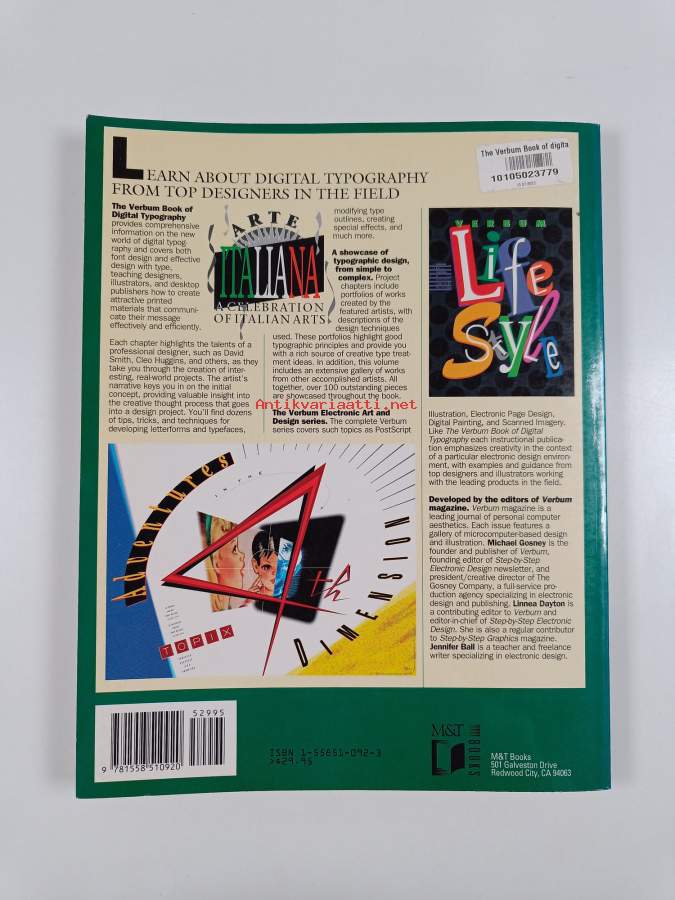 LEARN ABOUT DIGITAL TYPOGRAPHY
FROM TOP DESIGNERS IN THE FIELD
The Verbum Book of
Digital Typography
provides comprehensive
information on the new
world of digital typog-
raphy and covers both
font design and effective
design with type,
teaching designers,
illustrators, and desktop
publishers how to create
attractive printed
materials that communi-
cate their message
effectively and efficiently.
Each chapter highlights the talents of a
professional designer, such as David
Smith, Cleo Huggins, and others, as they
take you through the creation of inter-
esting, real-world projects. The artist's
narrative keys you in on the initial
concept, providing valuable insight into
the creative thought process that goes
into a design project. You'll find dozens
of tips, tricks, and techniques for
developing letterforms and typefaces,
ARTE
ITALIANA
A CELEBRATION
OF ITALIAN ARTS
modifying type
outlines, creating
special effects, and
much more.
A showcase of
typographic design,
from simple to
complex. Project
chapters include
portfolios of works
created by the
featured artists, with
descriptions of the
design techniques
used. These portfolios highlight good
typographic principles and provide you
with a rich source of creative type treat-
ment ideas. In addition, this volume
includes an extensive gallery of works
from other accomplished artists. All
together, over 100 outstanding pieces
are showcased throughout the book.
The Verbum Electronic Art and
Design series. The complete Verbum
series covers such topics as PostScript
Antikvariaatti.net
The Verbum Book of digita
10105023779
VERBUM
Life
Style
Illustration, Electronic Page Design,
Digital Painting, and Scanned Imagery.
Like The Verbum Book of Digital
Typography each instructional publica-
tion emphasizes creativity in the context
of a particular electronic design environ-
ment, with examples and guidance from
top designers and illustrators working
with the leading products in the field.
Developed by the editors of Verbum
magazine. Verbum magazine is a
leading journal of personal computer
aesthetics. Each issue features a
gallery of microcomputer-based design
and illustration. Michael Gosney is the
founder and publisher of Verbum,
founding editor of Step-by-Step
Electronic Design newsletter, and
president/creative director of The
Gosney Company, a full-service pro-
duction agency specializing in electronic
design and publishing. Linnea Dayton is
a contributing editor to Verbum and
editor-in-chief of Step-by-Step Electronic
Design. She is also a regular contributor
to Step-by-Step Graphics magazine.
Jennifer Ball is a teacher and freelance
writer specializing in electronic design.
Adventures
IN THE
4th
DIMENSION
TOPIX
52995
9 781558 510920
ISBN 1-55851-092-3
>$29.95
M&T
BOOKS
M&T Books
501 Galveston Drive
Redwood City, CA 94063